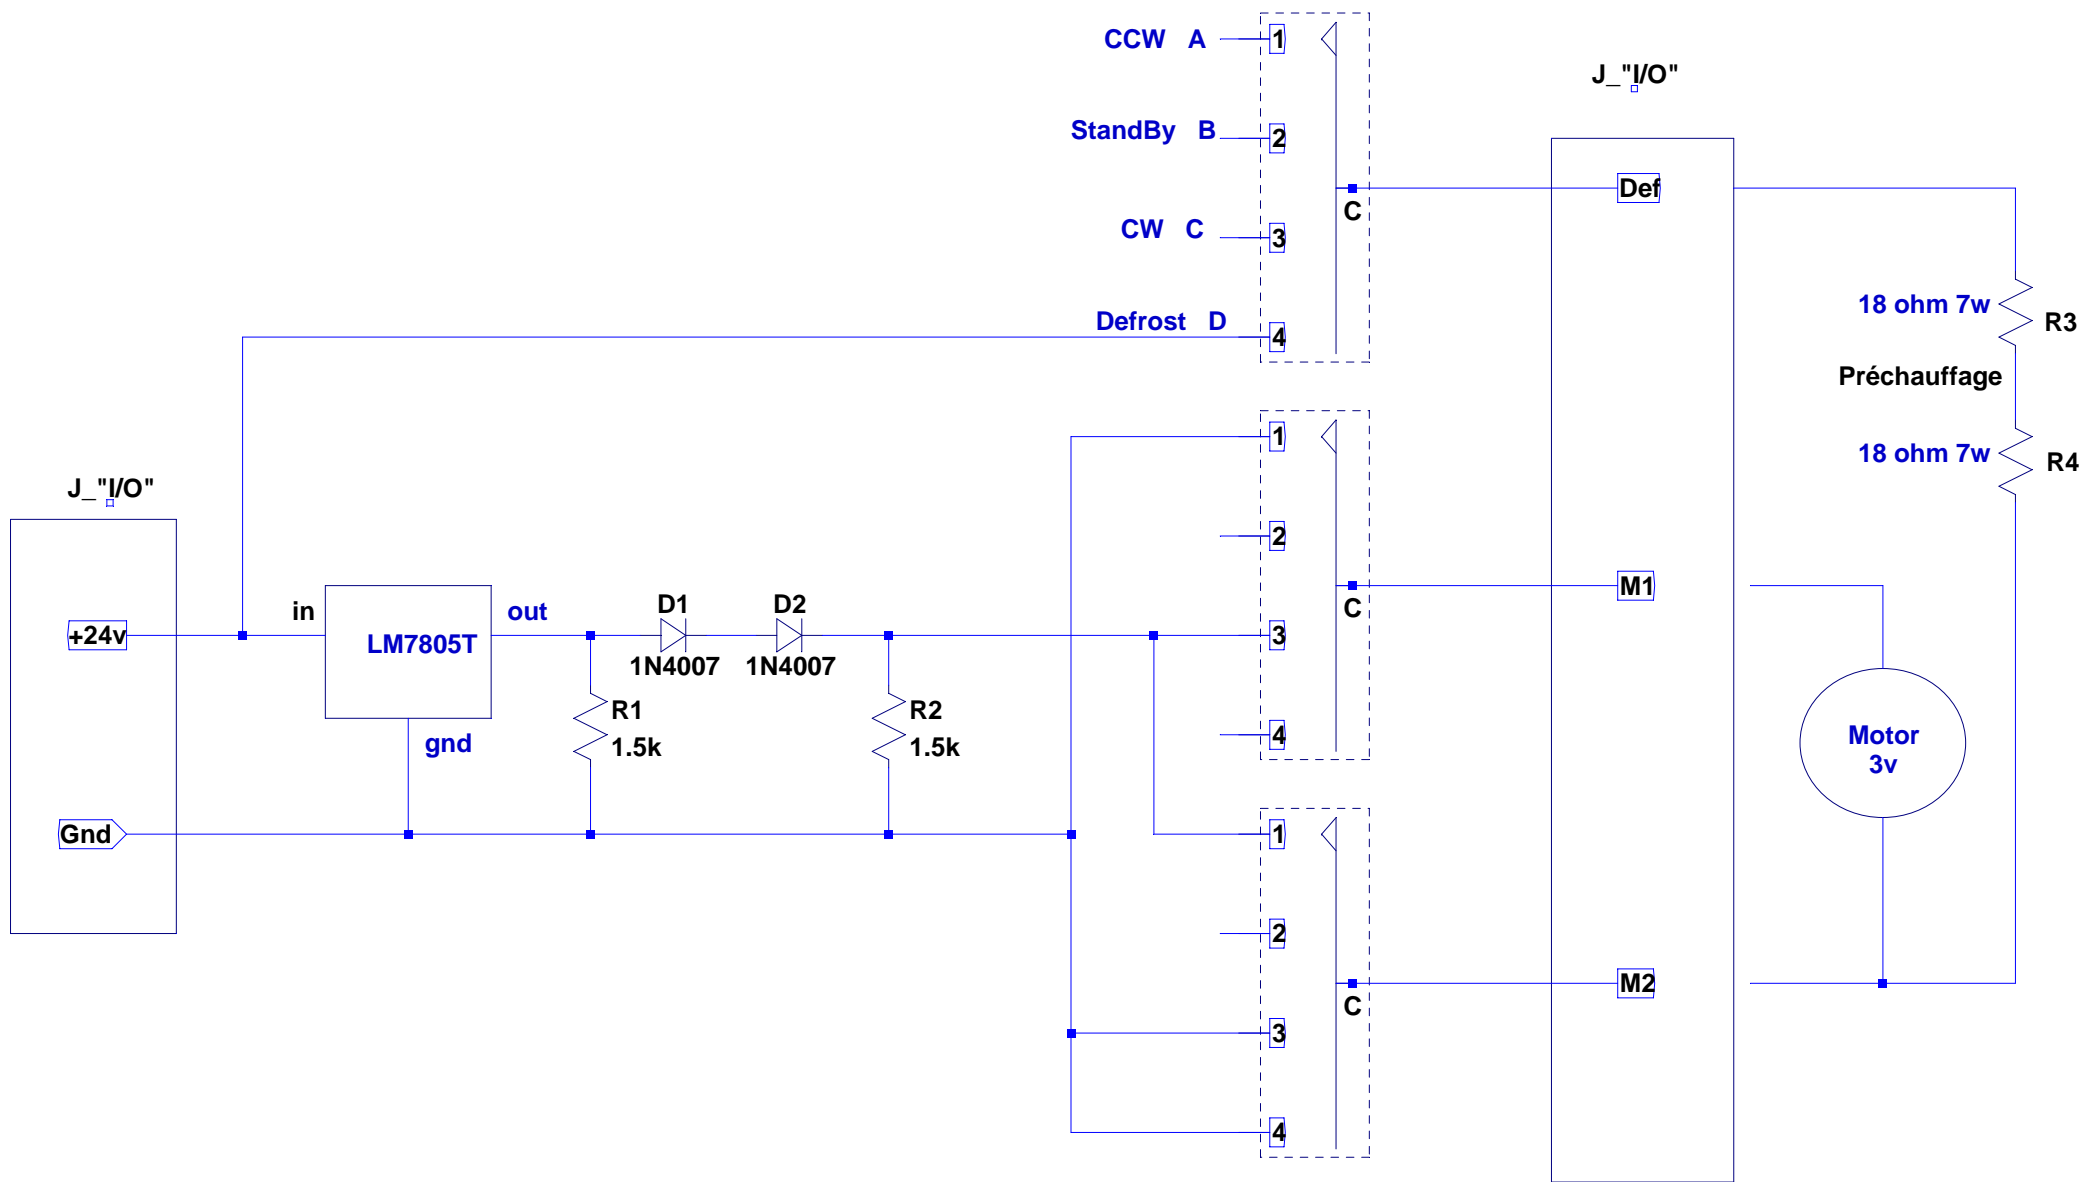 CCW A
1
J_"I/O"
StandBy B
2
Def
C
CW C
3
18 ohm 7w
R3
Defrost D
4
Préchauffage
1
18 ohm 7w
R4
J_"I/O"
2
in
out
D1
D2
M1
C
+24v
LM7805T
1N4007
1N4007
3
R1
R2
gnd
1.5k
1.5k
4
Motor
3v
Gnd
1
2
M2
C
3
4